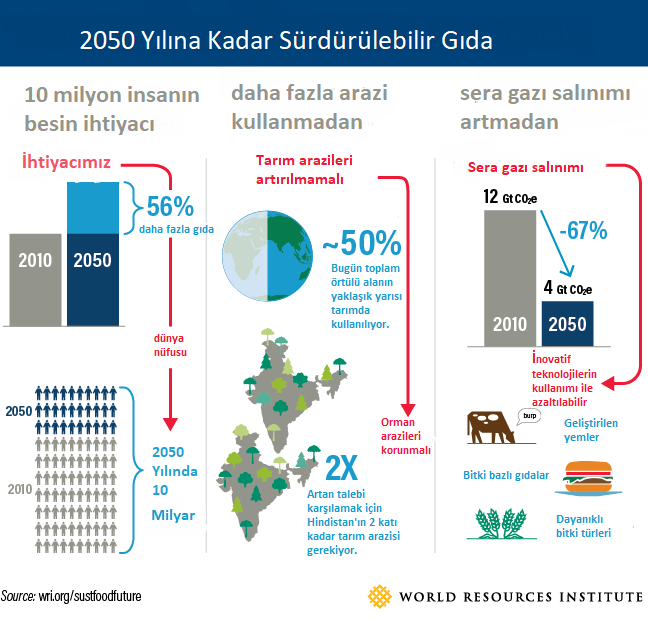 2050 Yılına Kadar Sürdürülebilir Gıda
10 milyon insanın
besin ihtiyacı
İhtiyacımız
56%
daha fazla gıda
2010
2050
dünya
nüfusu
2050
2010
2050
Yılında
10
Milyar
daha fazla arazi
kullanmadan
Tarım arazileri
artırılmamalı
~50%
Bugün toplam
örtülü alanın
yaklaşık yarısı
tarımda
kullanılıyor.
Orman
arazileri
korunmalı
2X
Artan talebi
karşılamak için
Hindistan'ın 2 katı
kadar tarım arazisi
gerekiyor.
sera gazı salınımı
artmadan
Sera gazı salınımı
12 Gt CO₂e
-67%
4 Gt CO₂e
2010
2050
İnovatif
teknolojilerin
kullanımı ile
azaltılabilir
burp
Geliştirilen
yemler
Bitki bazlı gıdalar
Dayanıklı
bitki türleri
Source: wri.org/sustfoodfuture
WORLD RESOURCES INSTITUTE